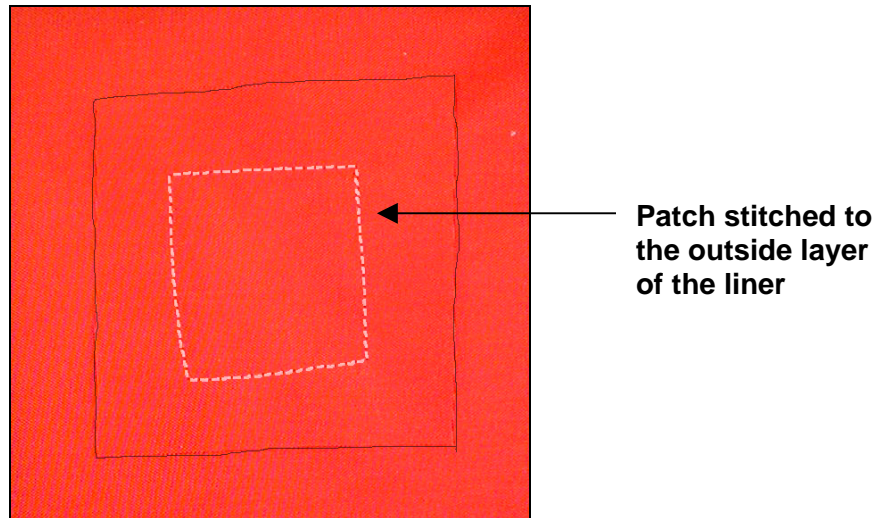 Patch stitched to
the outside layer
of the liner